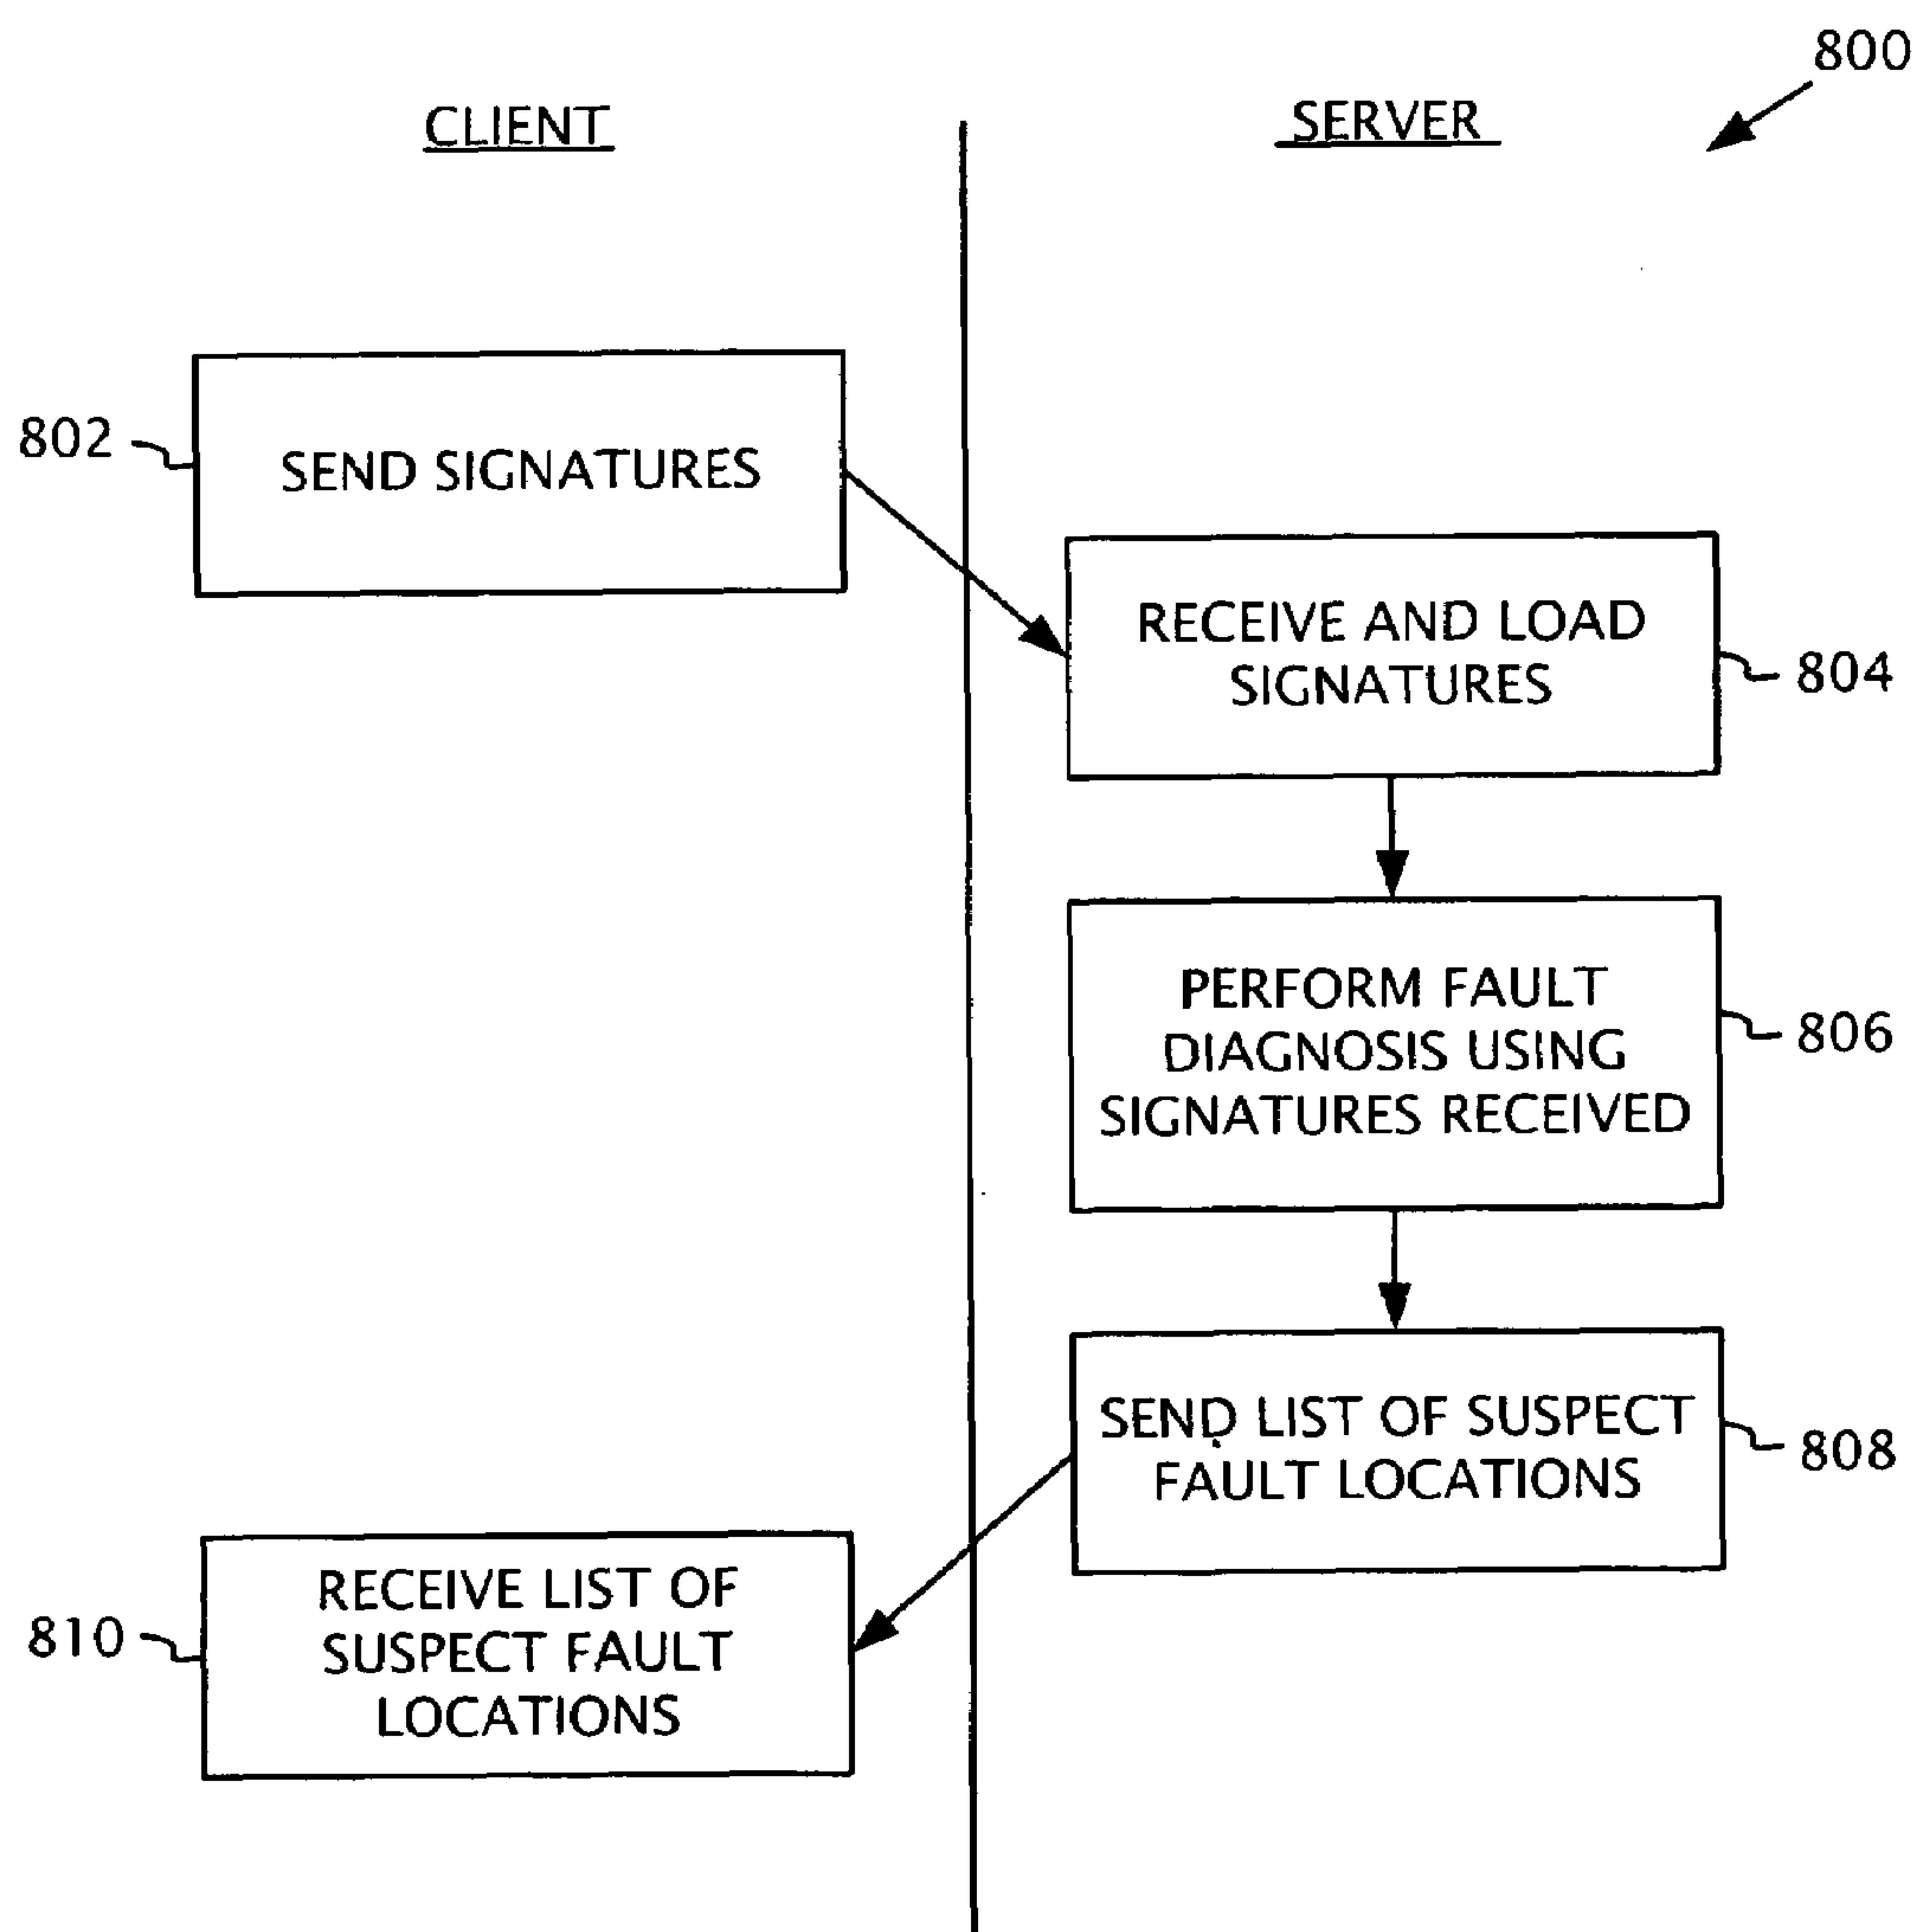 800
CLIENT
SERVER
802
SEND SIGNATURES
RECEIVE AND LOAD
SIGNATURES
804
PERFORM FAULT
DIAGNOSIS USING
SIGNATURES RECEIVED
806
SEND LIST OF SUSPECT
FAULT LOCATIONS
808
810
RECEIVE LIST OF
SUSPECT FAULT
LOCATIONS